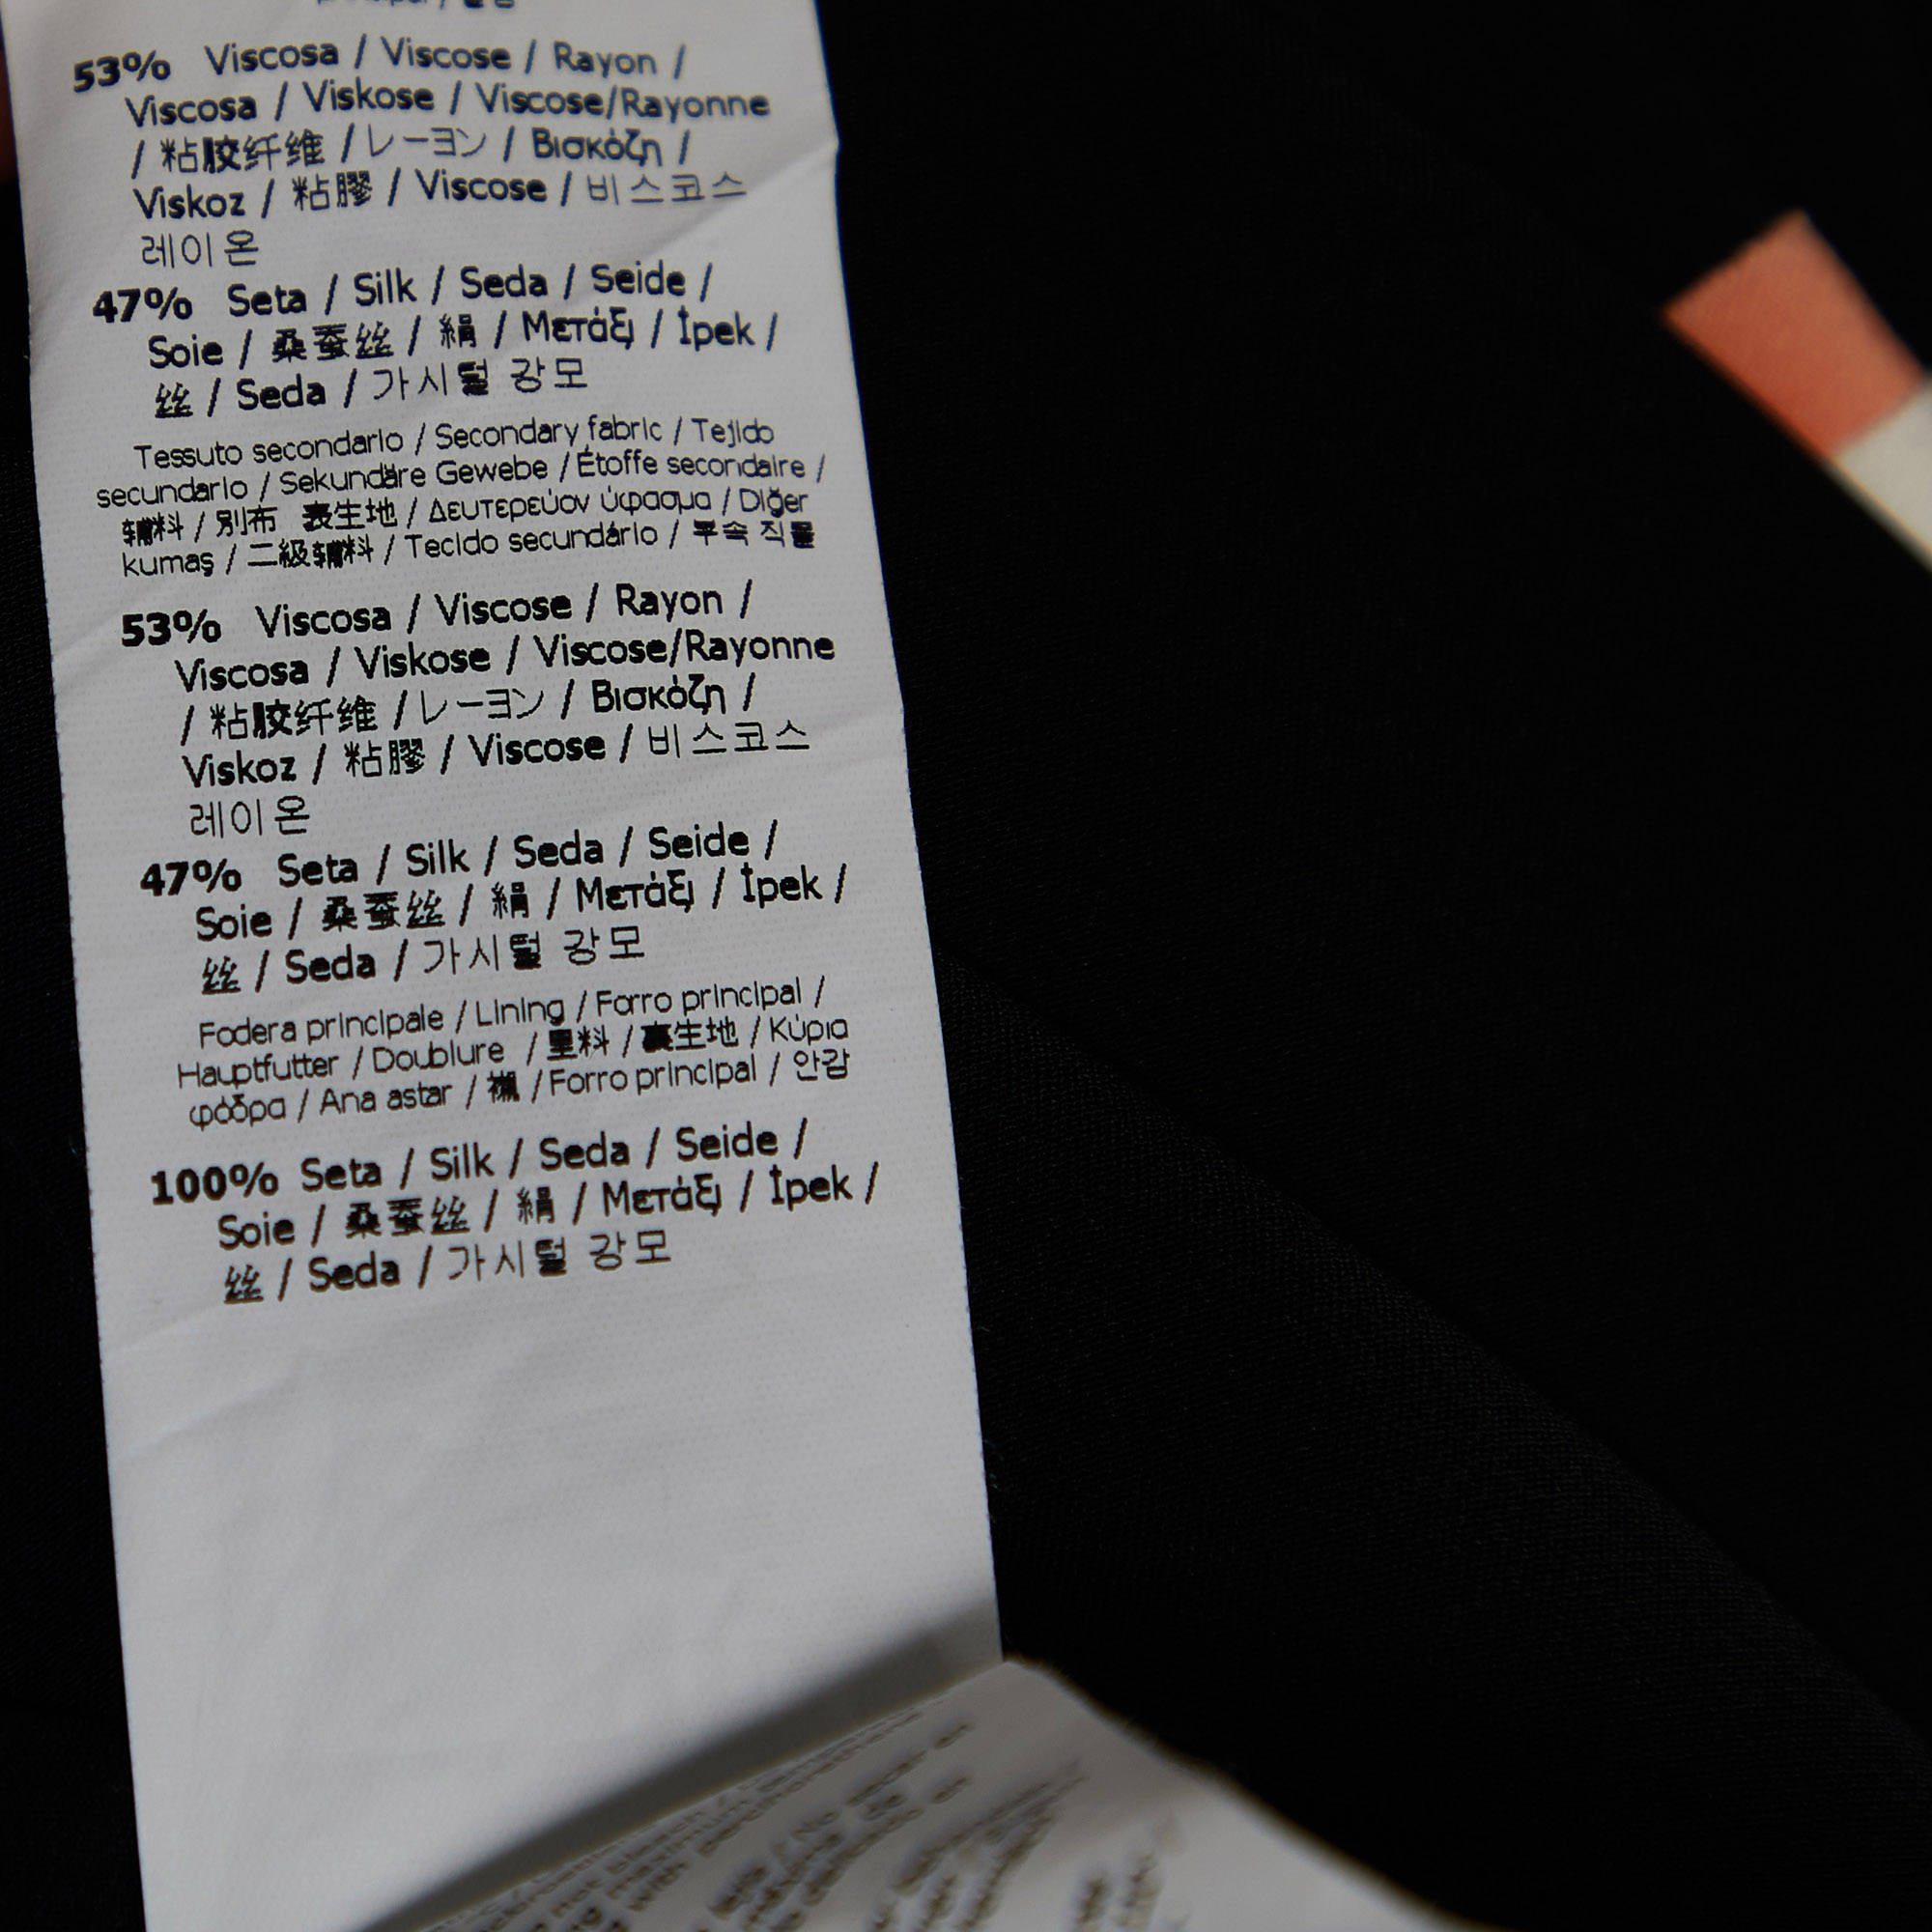 53% Viscosa / Viscose / Rayon /
Viscosa / Viskose / Viscose/Rayonne
/ 粘胶纤维 / レーヨン / Βισκόζη /
Viskoz / 粘膠 / Viscose / 비스코스
레이온
47% Seta / Silk / Seda / Seide /
Soie / 桑蚕丝 / 絹 / Μετάξι / İpek /
丝 / Seda / 가시털 강모
Tessuto secondario / Secondary fabric / Tejido
secundario / Sekundäre Gewebe / Étoffe secondaire /
辅料 / 別布 表生地 / Δευτερεύον ύφασμα / Diğer
kumaş / 二級辅料 / Tecido secundário / 부속 직물
53% Viscosa / Viscose / Rayon /
Viscosa / Viskose / Viscose/Rayonne
/ 粘胶纤维 / レーヨン / Βισκόζη /
Viskoz / 粘膠 / Viscose / 비스코스
레이온
47% Seta / Silk / Seda / Seide /
Soie / 桑蚕丝 / 絹 / Μετάξι / İpek /
丝 / Seda / 가시털 강모
Fodera principale / Lining / Forro principal /
Hauptfutter / Doublure / 里料 / 裏生地 / Κύρια
φόδρα / Ana astar / 襯 / Forro principal / 안감
100% Seta / Silk / Seda / Seide /
Soie / 桑蚕丝 / 絹 / Μετάξι / İpek /
丝 / Seda / 가시털 강모